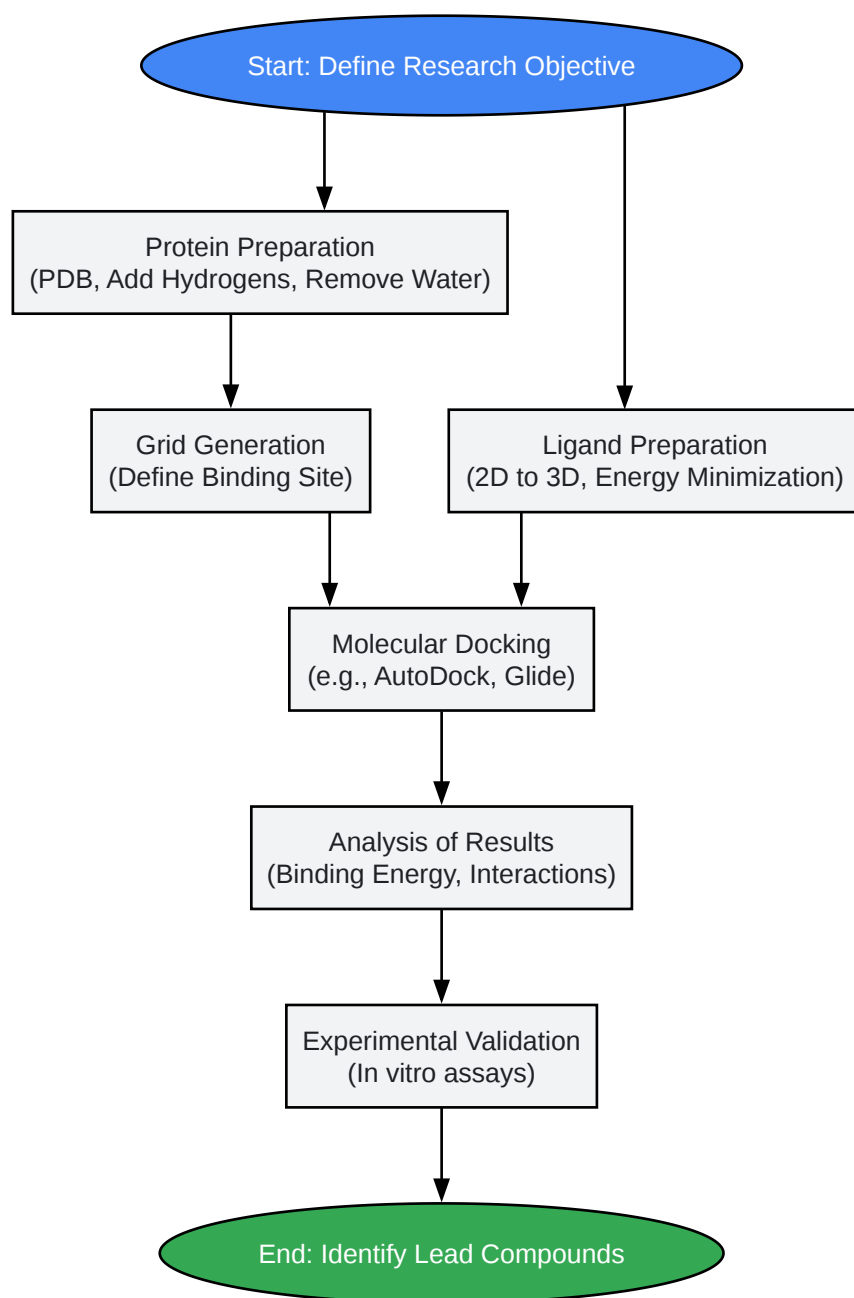 Start: Define Research Objective
Protein Preparation
(PDB, Add Hydrogens, Remove Water)
Grid Generation
(Define Binding Site)
Ligand Preparation
(2D to 3D, Energy Minimization)
Molecular Docking
(e.g., AutoDock, Glide)
Analysis of Results
(Binding Energy, Interactions)
Experimental Validation
(In vitro assays)
End: Identify Lead Compounds